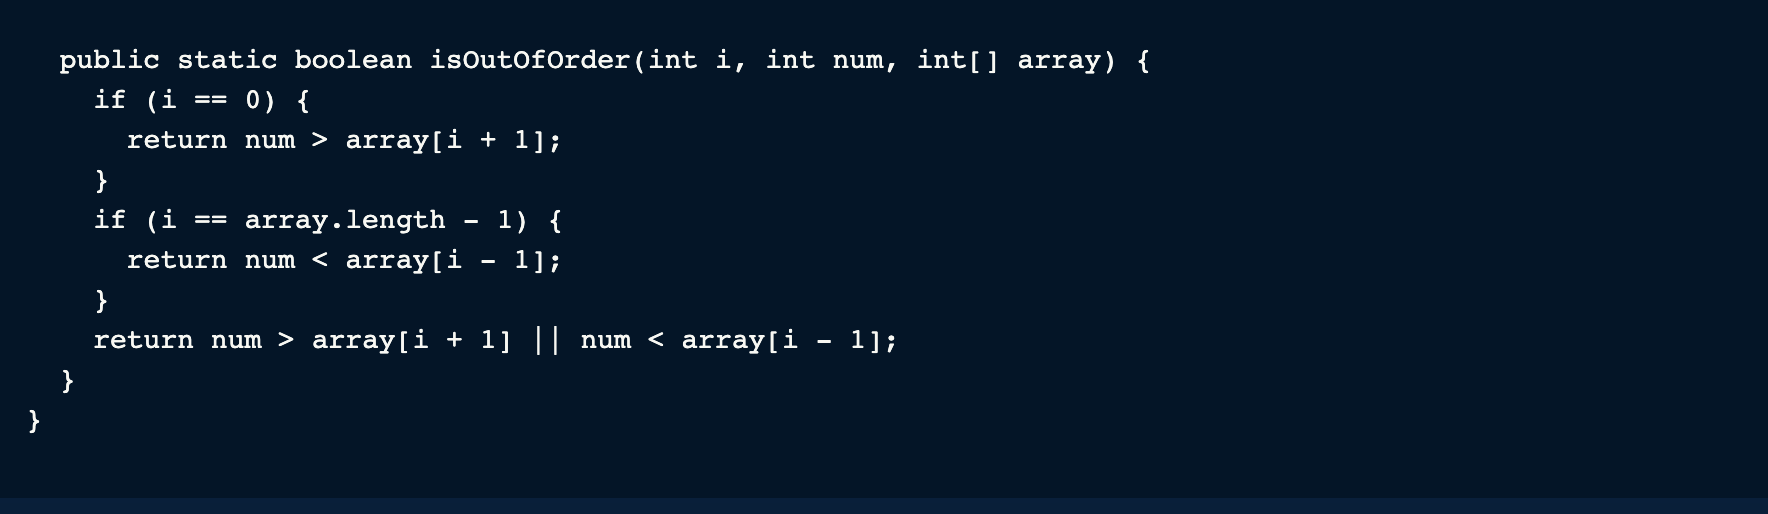 public static boolean isOutOfOrder(int i, int num, int[] array) {
if (i == 0) {
return num > array[i + 1];
}
if (i == array.length - 1) {
return num < array[i - 1];
}
return num > array[i + 1] || num < array[i - 1];
}
}